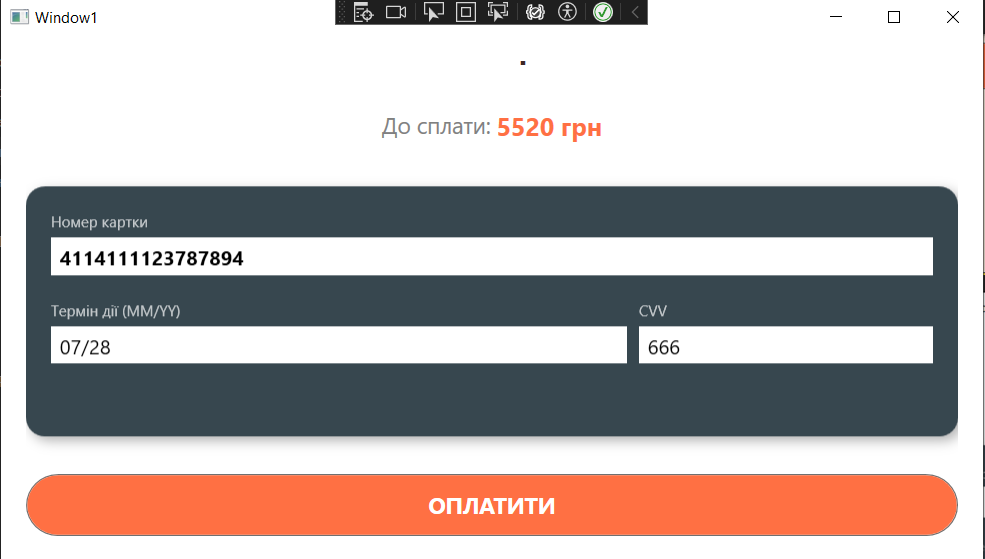 Window1
.
До сплати: 5520 грн
Номер картки
4114111123787894
Термін дії (MM/YY)
CVV
07/28
666
ОПЛАТИТИ